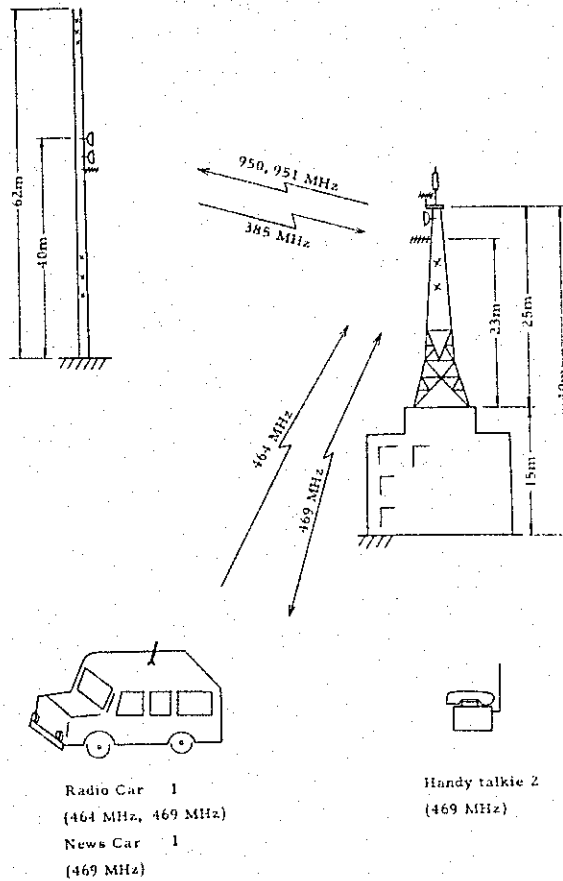 62m
40m
950, 951 MHz
385 MHz
23m
25m
15m
464 MHz
469 MHz
Radio Car 1
(464 MHz, 469 MHz)
News Car 1
(469 MHz)
Handy talkie 2
(469 MHz)